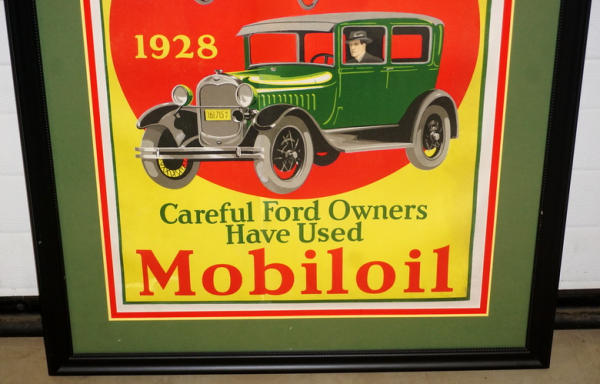 1928
Careful Ford Owners
Have Used
Mobiloil